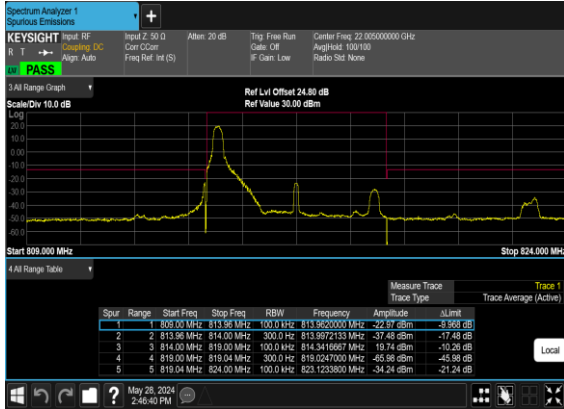 Spectrum Analyzer 1
Spurious Emissions
KEYSIGHT Input: RF Input Z: 50 Ω Atten: 20 dB Trig: Free Run Center Freq: 22.005000000 GHz
R T Coupling: DC Corr CCorr Gate: Off Avg|Hold: 100/100
Align: Auto Freq Ref: Int (S) IF Gain: Low Radio Std: None
PASS
3 All Range Graph
Ref Lvl Offset 24.80 dB
Scale/Div 10.0 dB Ref Value 30.00 dBm
Log
20.0
10.0
0.00
-10.0
-20.0
-30.0
-40.0
-50.0
-60.0
Start 809.000 MHz Stop 824.000 MHz
4 All Range Table
Measure Trace Trace 1
Trace Type Trace Average (Active)
Spur Range Start Freq Stop Freq RBW Frequency Amplitude ΔLimit
1 1 809.00 MHz 813.96 MHz 100.0 kHz 813.9620000 MHz -22.97 dBm -9.968 dB
2 2 813.96 MHz 814.00 MHz 300.0 Hz 813.9972133 MHz -37.48 dBm -17.48 dB
3 3 814.00 MHz 819.00 MHz 100.0 kHz 814.3416667 MHz 19.74 dBm -10.26 dB
4 4 819.00 MHz 819.04 MHz 300.0 Hz 819.0247000 MHz -65.98 dBm -45.98 dB
5 5 819.04 MHz 824.00 MHz 100.0 kHz 823.1233800 MHz -34.24 dBm -21.24 dB
Local
May 28, 2024
2:46:40 PM